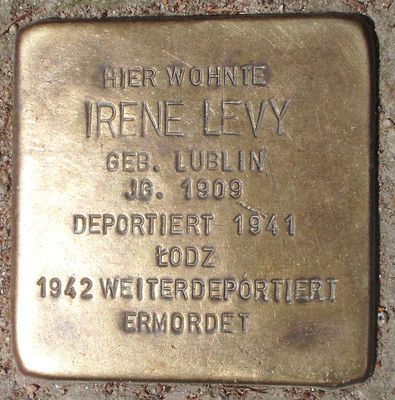 HIER WOHNTE
IRENE LEVY
GEB. LUBLIN
JG. 1909
DEPORTIERT 1941
ŁODZ
1942 WEITERDEPORTIERT
ERMORDET